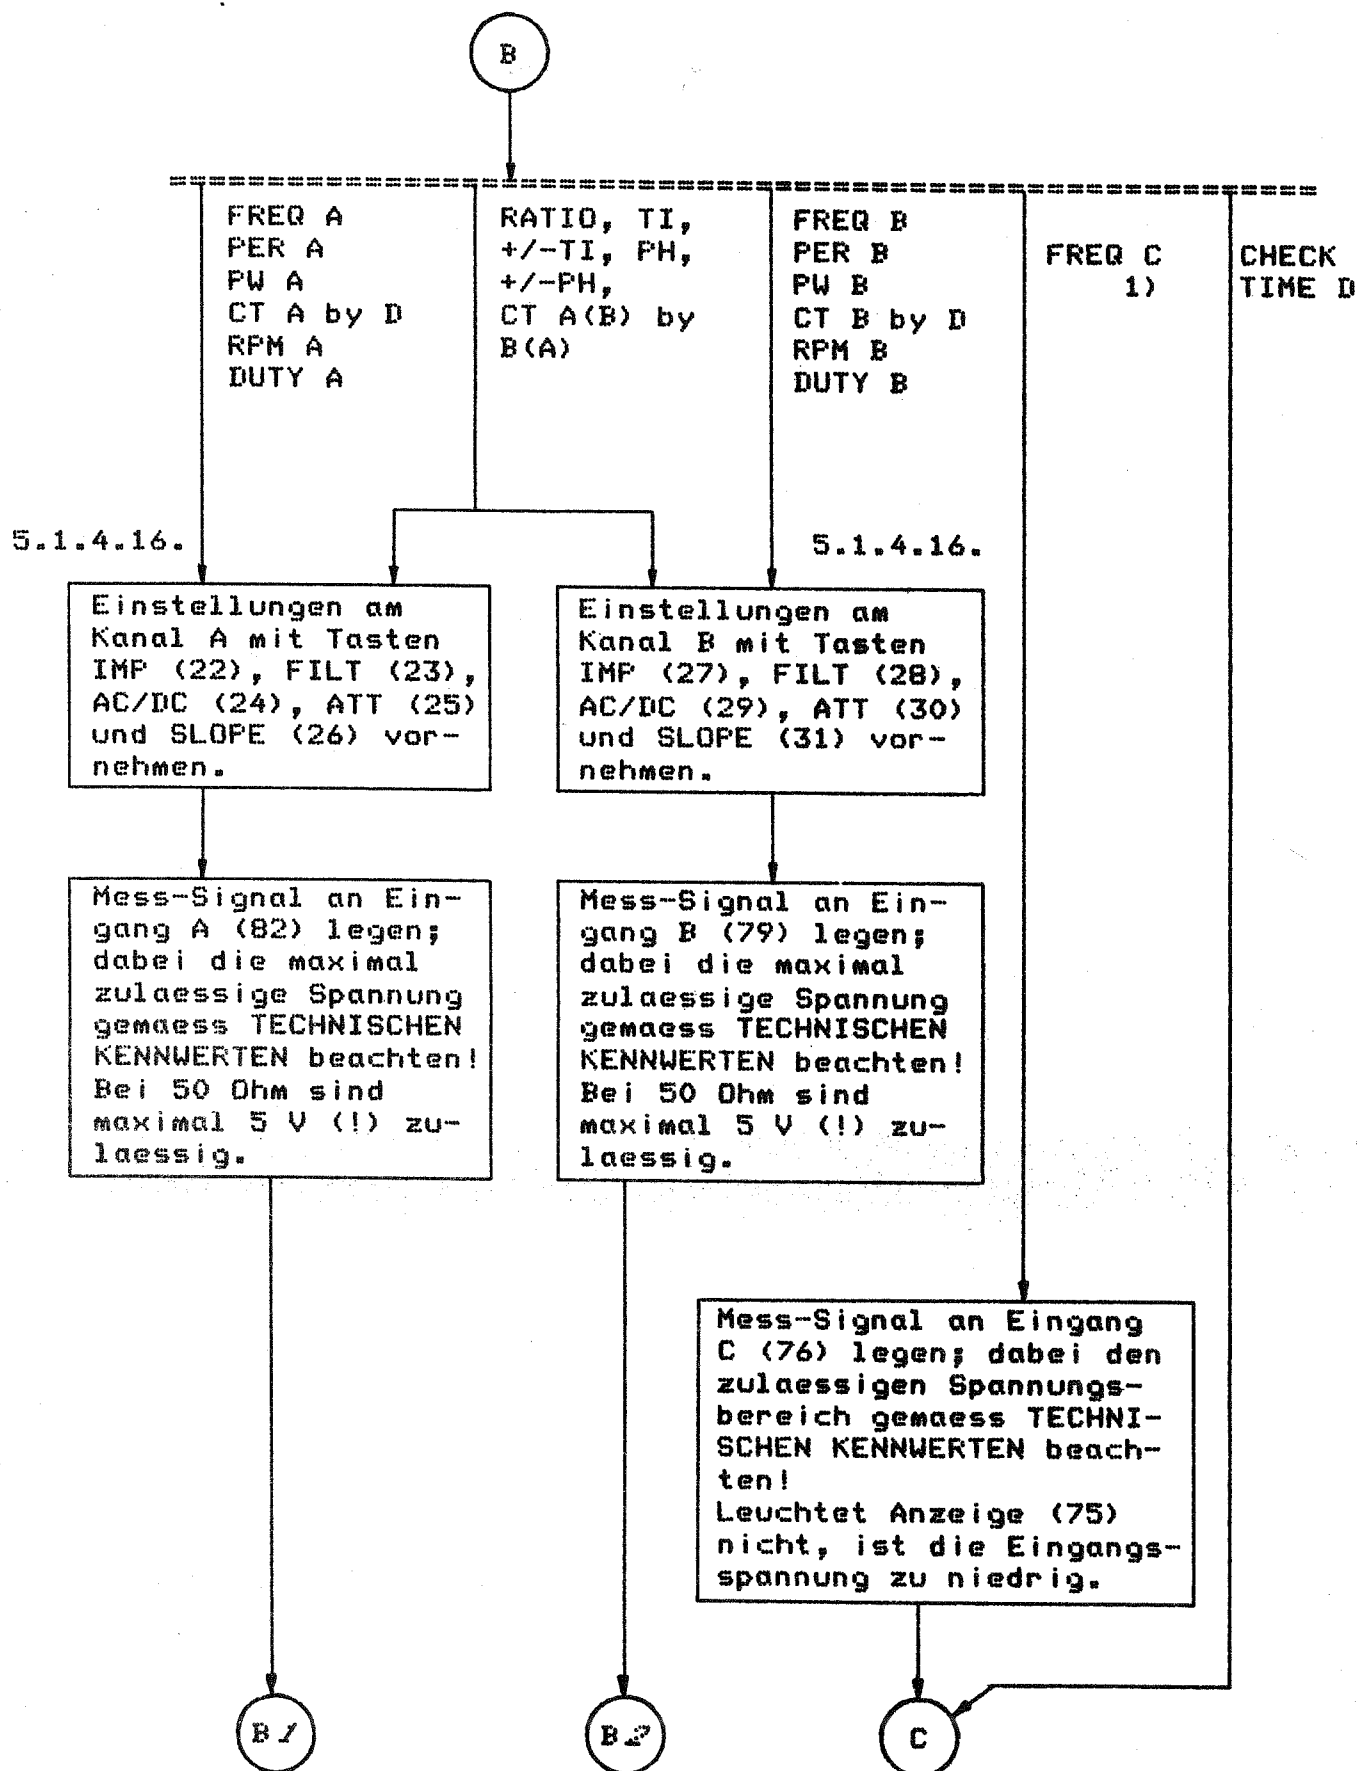 B
FREQ A
PER A
PW A
CT A by D
RPM A
DUTY A
RATIO, TI,
+/-TI, PH,
+/-PH,
CT A(B) by
B(A)
FREQ B
PER B
PW B
CT B by D
RPM B
DUTY B
FREQ C
1)
CHECK
TIME D
5.1.4.16.
5.1.4.16.
Einstellungen am
Kanal A mit Tasten
IMP (22), FILT (23),
AC/DC (24), ATT (25)
und SLOPE (26) vor-
nehmen.
Einstellungen am
Kanal B mit Tasten
IMP (27), FILT (28),
AC/DC (29), ATT (30)
und SLOPE (31) vor-
nehmen.
Mess-Signal an Ein-
gang A (82) legen;
dabei die maximal
zulaessige Spannung
gemaess TECHNISCHEN
KENNWERTEN beachten!
Bei 50 Ohm sind
maximal 5 V (!) zu-
laessig.
Mess-Signal an Ein-
gang B (79) legen;
dabei die maximal
zulaessige Spannung
gemaess TECHNISCHEN
KENNWERTEN beachten!
Bei 50 Ohm sind
maximal 5 V (!) zu-
laessig.
Mess-Signal an Eingang
C (76) legen; dabei den
zulaessigen Spannungs-
bereich gemaess TECHNI-
SCHEN KENNWERTEN beach-
ten!
Leuchtet Anzeige (75)
nicht, ist die Eingangs-
spannung zu niedrig.
B1
B2
C